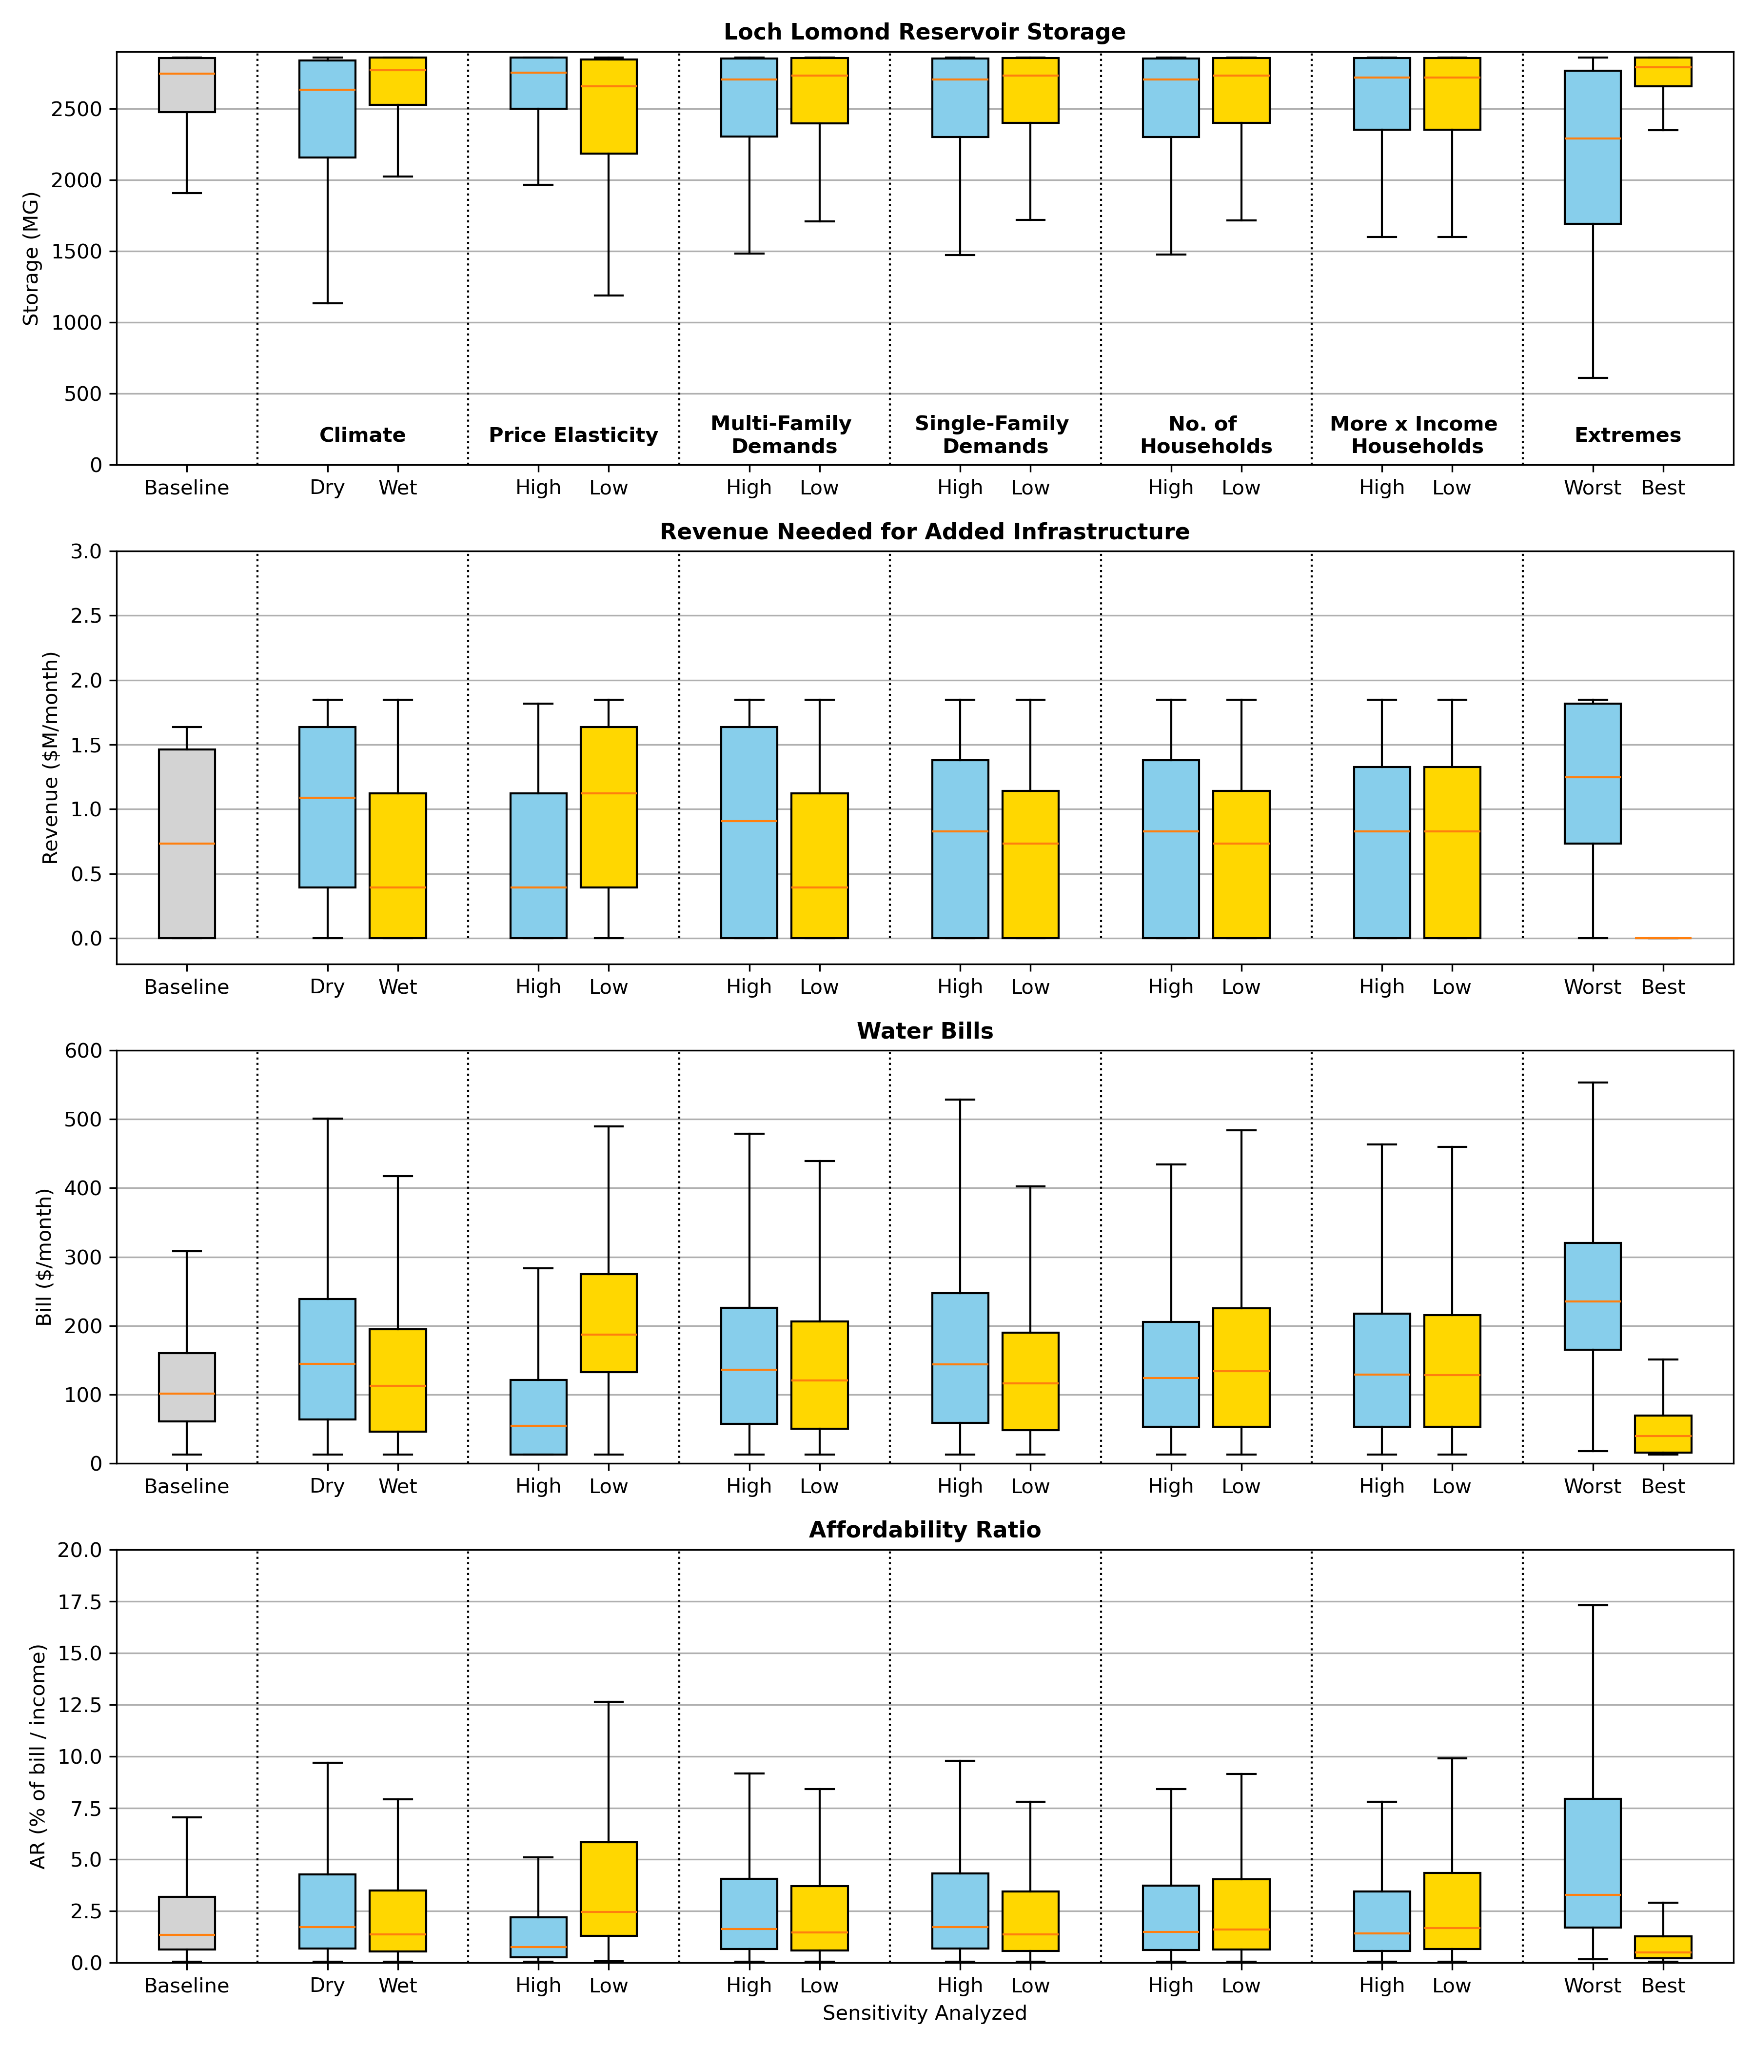 Loch Lomond Reservoir Storage
Storage (MG)
2500
2000
1500
1000
500
0
Climate
Price Elasticity
Multi-Family
Demands
Single-Family
Demands
No. of
Households
More x Income
Households
Extremes
Baseline Dry Wet High Low High Low High Low High Low High Low Worst Best
Revenue Needed for Added Infrastructure
Revenue ($M/month)
3.0
2.5
2.0
1.5
1.0
0.5
0.0
Baseline Dry Wet High Low High Low High Low High Low High Low Worst Best
Water Bills
Bill ($/month)
600
500
400
300
200
100
0
Baseline Dry Wet High Low High Low High Low High Low High Low Worst Best
Affordability Ratio
AR (% of bill / income)
20.0
17.5
15.0
12.5
10.0
7.5
5.0
2.5
0.0
Baseline Dry Wet High Low High Low High Low High Low High Low Worst Best
Sensitivity Analyzed